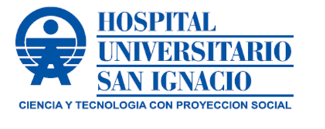 HOSPITAL
UNIVERSITARIO
SAN IGNACIO
CIENCIA Y TECNOLOGIA CON PROYECCION SOCIAL